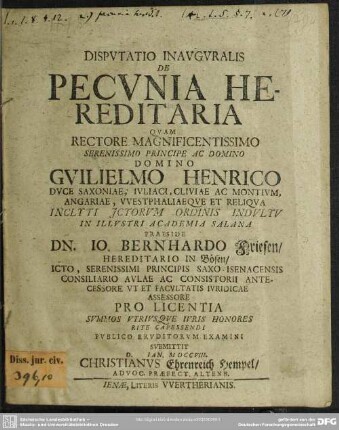 DISPVTATIO INAVGVRALIS
DE
PECVNIA HE-
REDITARIA
QVAM
RECTORE MAGNIFICENTISSIMO
SERENISSIMO PRINCIPE AC DOMINO
DOMINO
GVILIELMO HENRICO
DVCE SAXONIAE, IVLIACI, CLIVIAE AC MONTIVM,
ANGARIAE, VVESTPHALIAEQVE ET RELIQVA
INCLYTI JCTORVM ORDINIS INDVLTV
IN ILLVSTRI ACADEMIA SALANA
PRAESIDE
DN. IO. BERNHARDO Friesen/
HEREDITARIO IN Bösen/
ICTO, SERENISSIMI PRINCIPIS SAXO-ISENACENSIS
CONSILIARIO AVLAE AC CONSISTORII ANTE-
CESSORE VT ET FACVLTATIS IVRIDICAE
ASSESSORE
PRO LICENTIA
SVMMOS VTRIVSQVE IVRIS HONORES
RITE CAPESSENDI
PVBLICO ERVDITORVM EXAMINI
SVBMITTIT
D. IAN. MDCCVIII.
CHRISTIANVS Ehrenreich Hempel/
ADVOC. PRAEFECT. ALTENB.
IENAE, LITERIS VVERTHERIANIS.
Diss. jur. civ.
396,10